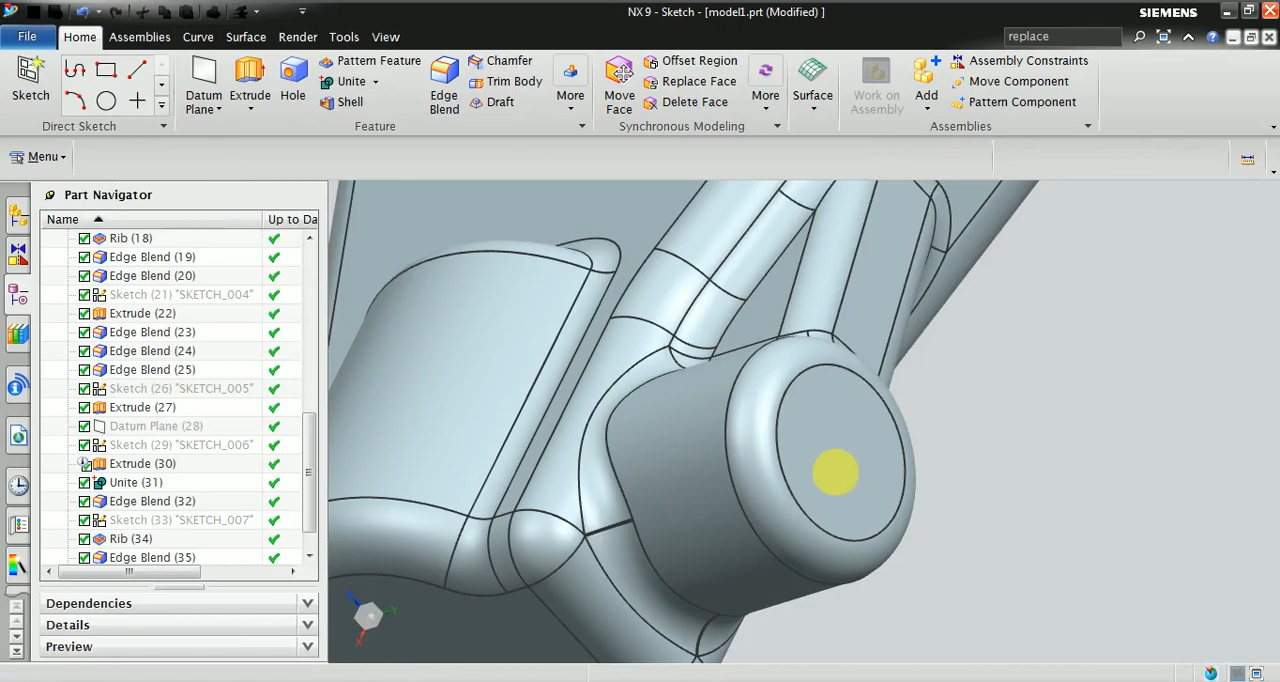 NX 9 - Sketch - [model1.prt (Modified) ]
SIEMENS
File
Home
Assemblies
Curve
Surface
Render
Tools
View
replace
Sketch
Direct Sketch
Datum Plane
Extrude
Hole
Pattern Feature
Unite
Shell
Edge Blend
Chamfer
Trim Body
Draft
More
Feature
Move Face
Offset Region
Replace Face
Delete Face
More
Synchronous Modeling
Surface
Work on Assembly
Add
Assembly Constraints
Move Component
Pattern Component
Assemblies
Menu
Part Navigator
Name Up to Da
Rib (18)
Edge Blend (19)
Edge Blend (20)
Sketch (21) "SKETCH_004"
Extrude (22)
Edge Blend (23)
Edge Blend (24)
Edge Blend (25)
Sketch (26) "SKETCH_005"
Extrude (27)
Datum Plane (28)
Sketch (29) "SKETCH_006"
Extrude (30)
Unite (31)
Edge Blend (32)
Sketch (33) "SKETCH_007"
Rib (34)
Edge Blend (35)
Dependencies
Details
Preview
Z
Y
X